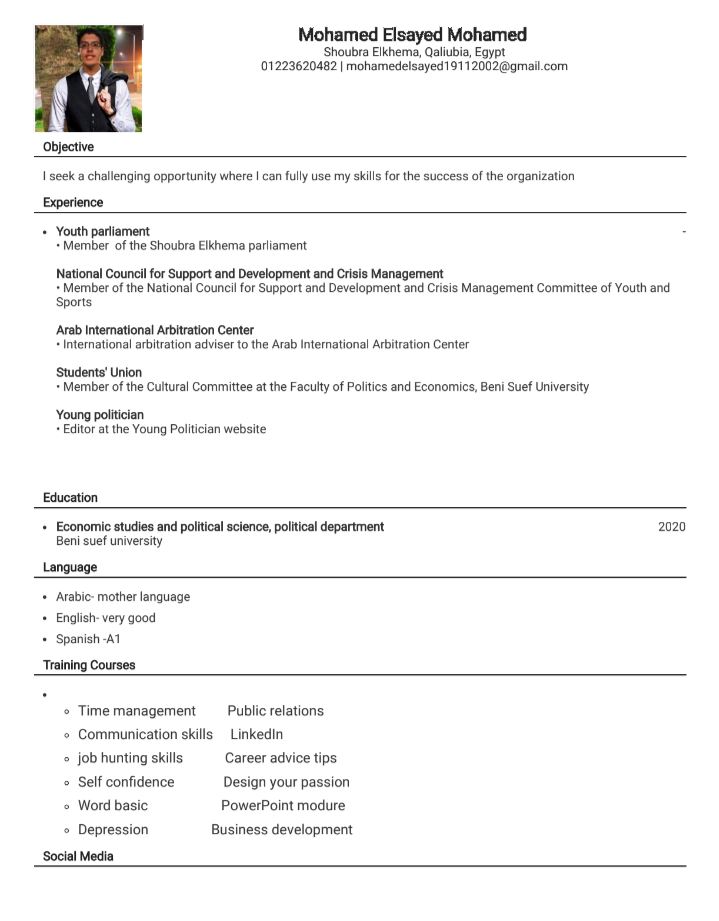 Mohamed Elsayed Mohamed
Shoubra Elkhema, Qaliubia, Egypt
01223620482 | mohamedelsayed19112002@gmail.com
Objective
I seek a challenging opportunity where I can fully use my skills for the success of the organization
Experience
• Youth parliament -
• Member of the Shoubra Elkhema parliament
National Council for Support and Development and Crisis Management
• Member of the National Council for Support and Development and Crisis Management Committee of Youth and
Sports
Arab International Arbitration Center
• International arbitration adviser to the Arab International Arbitration Center
Students' Union
• Member of the Cultural Committee at the Faculty of Politics and Economics, Beni Suef University
Young politician
• Editor at the Young Politician website
Education
• Economic studies and political science, political department 2020
Beni suef university
Language
• Arabic- mother language
• English- very good
• Spanish -A1
Training Courses
•
◦ Time management Public relations
◦ Communication skills LinkedIn
◦ job hunting skills Career advice tips
◦ Self confidence Design your passion
◦ Word basic PowerPoint modure
◦ Depression Business development
Social Media